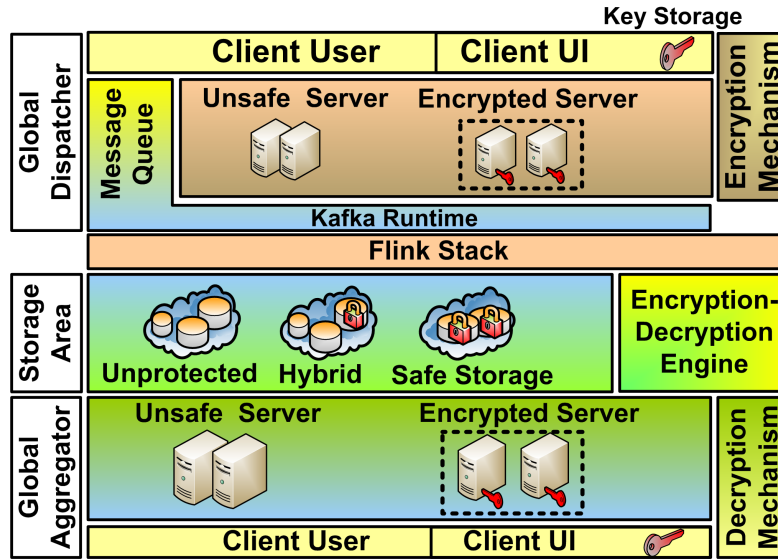 Key Storage
Client User
Client UI
Global
Dispatcher
Message
Queue
Unsafe Server
Encrypted Server
Encryption
Mechanism
Kafka Runtime
Flink Stack
Storage
Area
Unprotected
Hybrid
Safe Storage
Encryption-
Decryption
Engine
Global
Aggregator
Unsafe Server
Encrypted Server
Decryption
Mechanism
Client User
Client UI